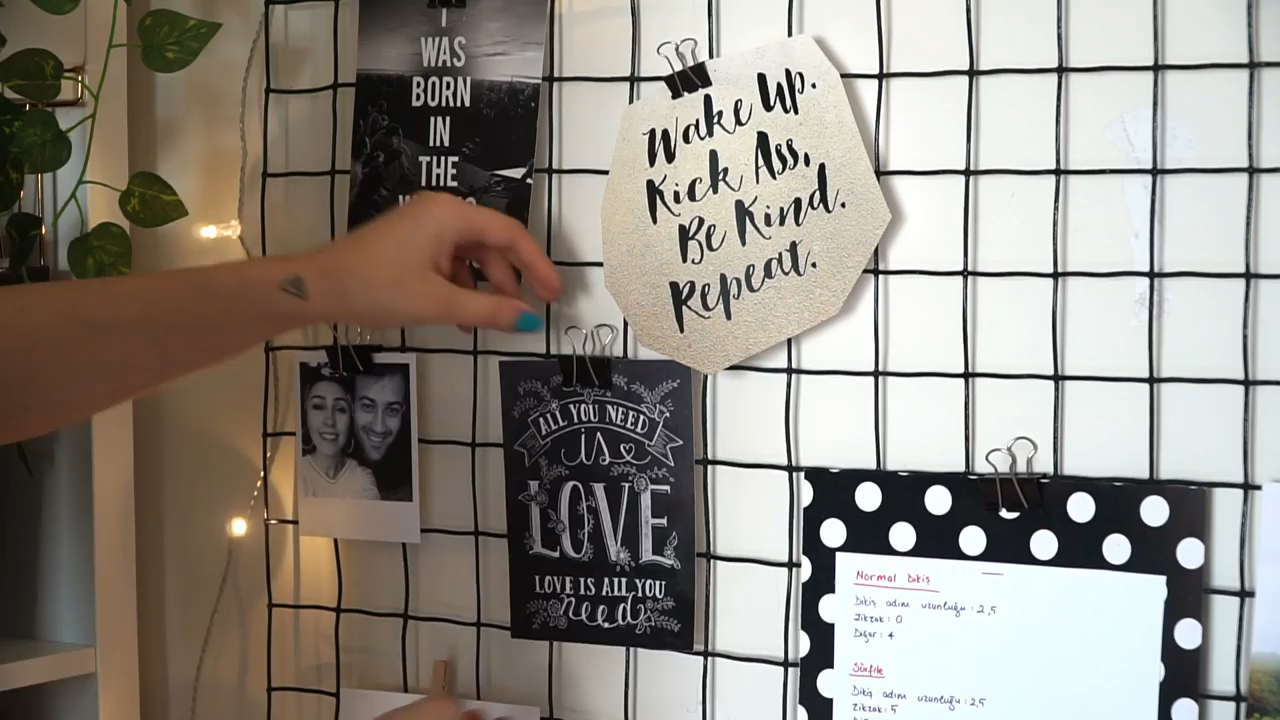 I
WAS
BORN
IN
THE
Wake Up.
Kick Ass.
Be Kind.
Repeat.
ALL YOU NEED
is
LOVE
LOVE IS ALL YOU
need
Normal Dikiş
Dikiş adım uzunluğu : 2,5
Zikzak : 0
Diğer : 4
Sürfile
Dikiş adım uzunluğu : 2,5
Zikzak : 5